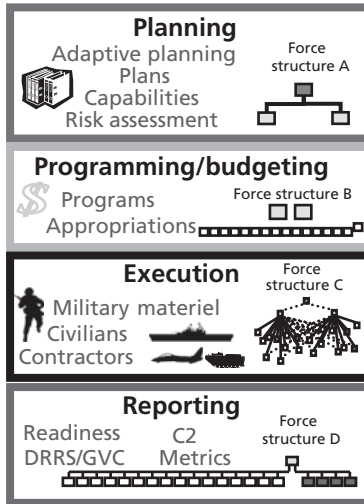 Planning
Adaptive planning
Plans
Capabilities
Risk assessment
Force
structure A
Programming/budgeting
$ Programs
Appropriations
Force structure B
Execution
Military materiel
Civilians
Contractors
Force
structure C
Reporting
Readiness C2
DRRS/GVC Metrics
Force
structure D